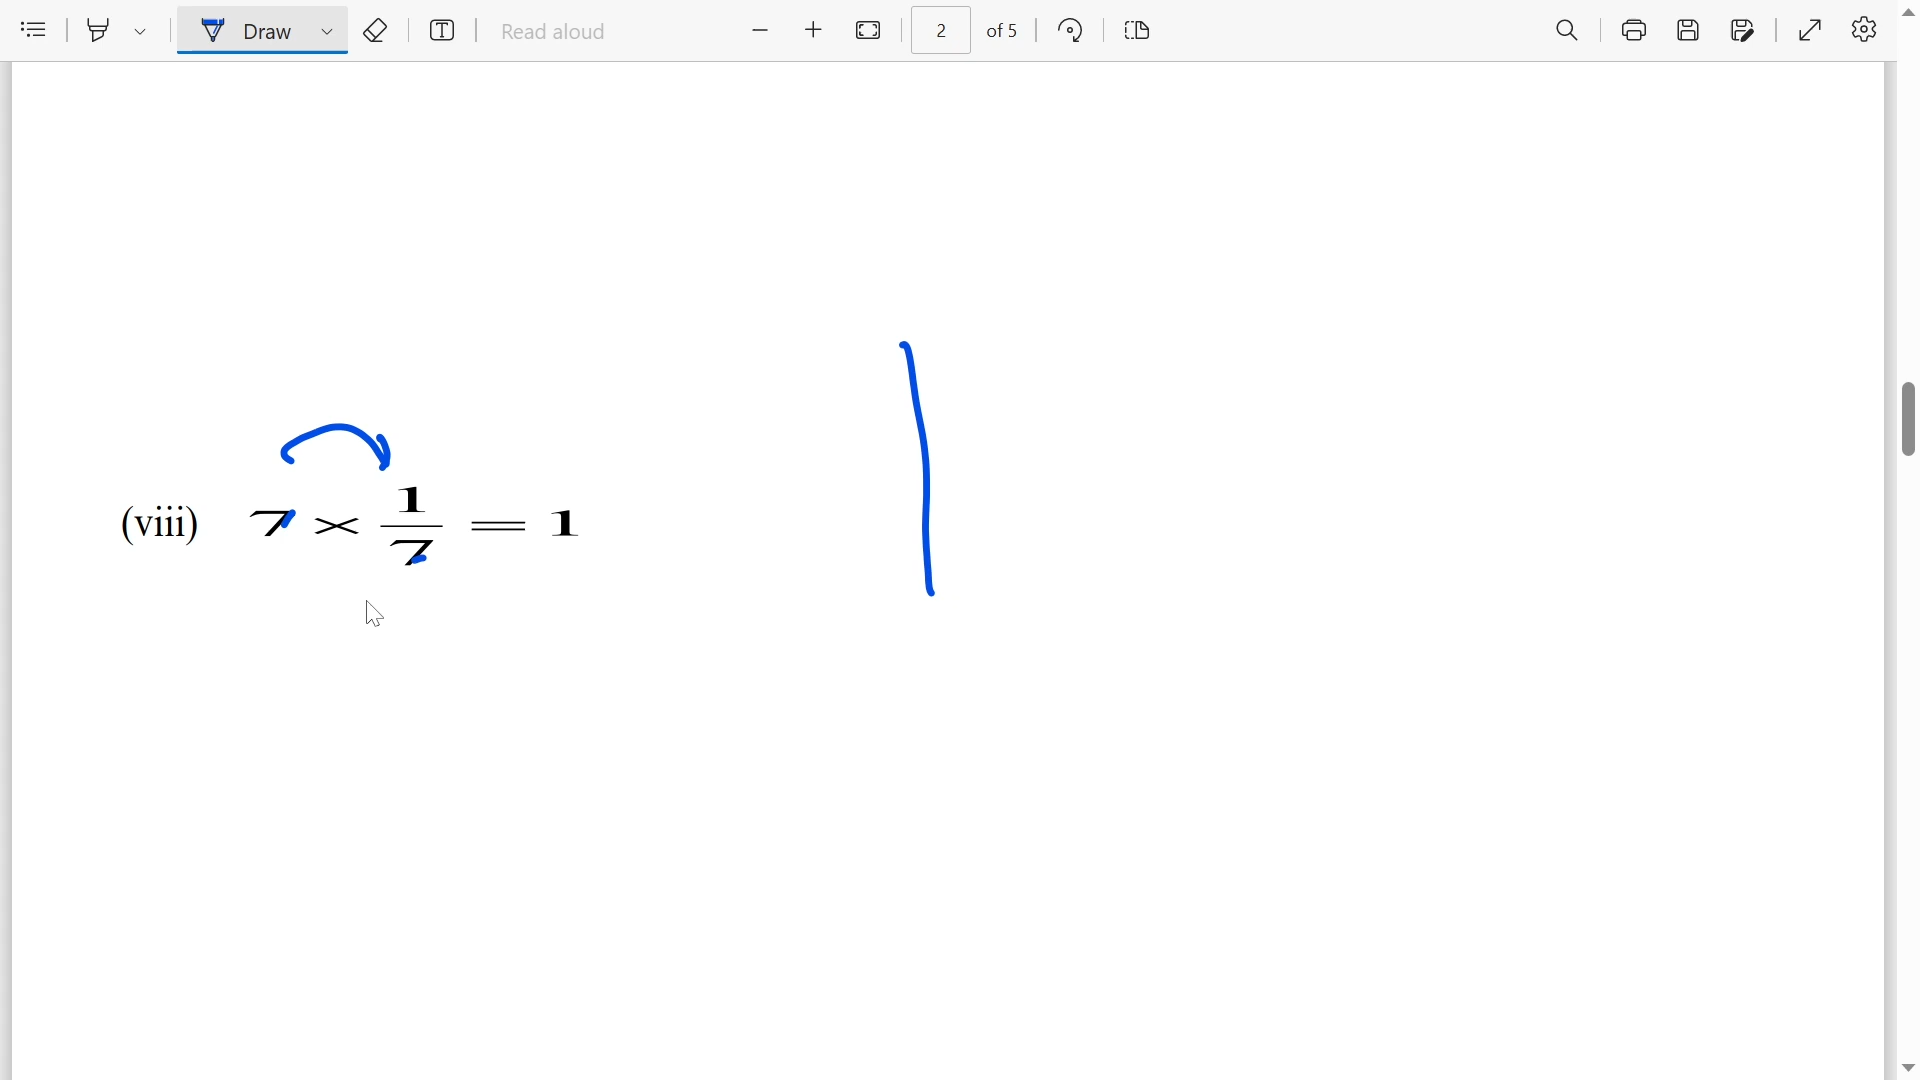 Draw Read aloud 2 of 5
(viii) 7 × 1/7 = 1